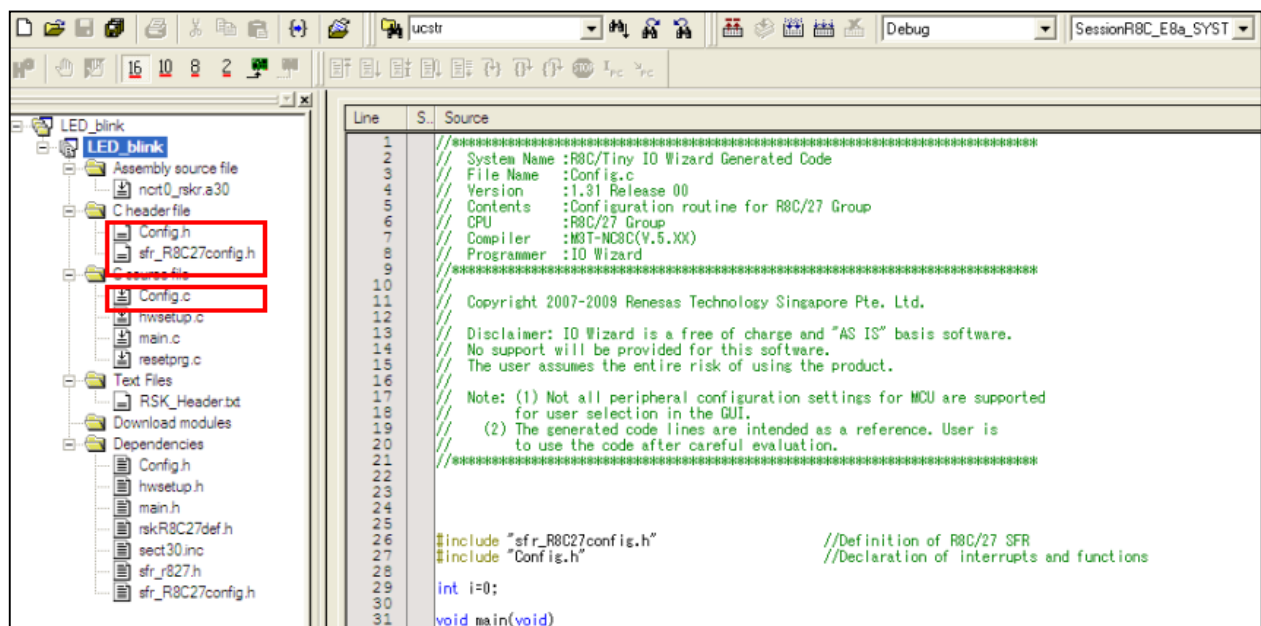 ucstr
Debug
SessionR8C_E8a_SYST
16 10 8 2
LED_blink
LED_blink
Assembly source file
ncrt0_rskr.a30
C header file
Config.h
sfr_R8C27config.h
C source file
Config.c
hwsetup.c
main.c
resetprg.c
Text Files
RSK_Header.txt
Download modules
Dependencies
Config.h
hwsetup.h
main.h
rskR8C27def.h
sect30.inc
sfr_r827.h
sfr_R8C27config.h
Line S.. Source
1 //************************************************************************
2 // System Name :R8C/Tiny IO Wizard Generated Code
3 // File Name :Config.c
4 // Version :1.31 Release 00
5 // Contents :Configuration routine for R8C/27 Group
6 // CPU :R8C/27 Group
7 // Compiler :M3T-NC8C(V.5.XX)
8 // Programmer :IO Wizard
9 //************************************************************************
10 //
11 // Copyright 2007-2009 Renesas Technology Singapore Pte. Ltd.
12 //
13 // Disclaimer: IO Wizard is a free of charge and "AS IS" basis software.
14 // No support will be provided for this software.
15 // The user assumes the entire risk of using the product.
16 //
17 // Note: (1) Not all peripheral configuration settings for MCU are supported
18 // for user selection in the GUI.
19 // (2) The generated code lines are intended as a reference. User is
20 // to use the code after careful evaluation.
21 //************************************************************************
22
23
24
25
26 #include "sfr_R8C27config.h" //Definition of R8C/27 SFR
27 #include "Config.h" //Declaration of interrupts and functions
28
29 int i=0;
30
31 void main(void)